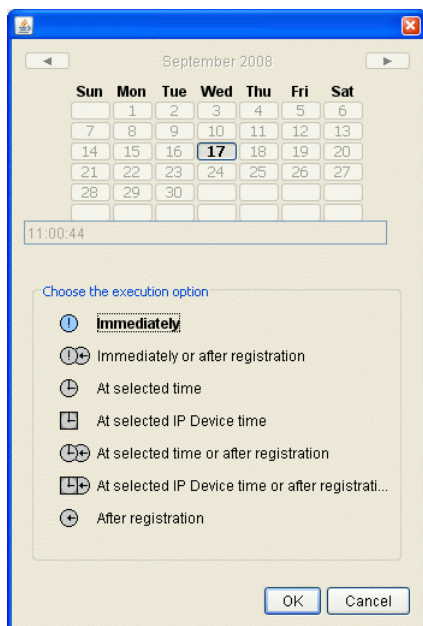 September 2008
Sun Mon Tue Wed Thu Fri Sat
1 2 3 4 5 6
7 8 9 10 11 12 13
14 15 16 17 18 19 20
21 22 23 24 25 26 27
28 29 30
11:00:44
Choose the execution option
Immediately
Immediately or after registration
At selected time
At selected IP Device time
At selected time or after registration
At selected IP Device time or after registrati...
After registration
OK Cancel